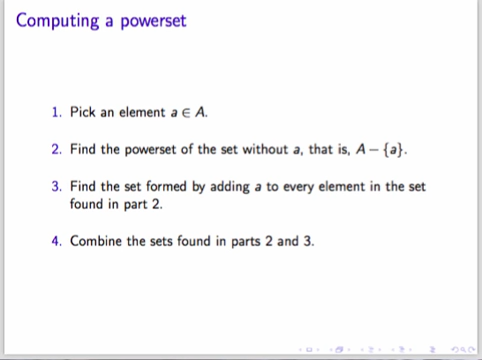 Computing a powerset
1. Pick an element a ∈ A.
2. Find the powerset of the set without a, that is, A − {a}.
3. Find the set formed by adding a to every element in the set
found in part 2.
4. Combine the sets found in parts 2 and 3.